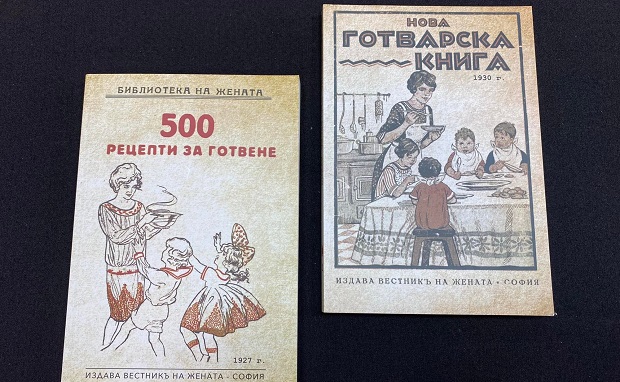 БИБЛИОТЕКА НА ЖЕНАТА
500
РЕЦЕПТИ ЗА ГОТВЕНЕ
1927 г.
ИЗДАВА ВЕСТНИКЪ НА ЖЕНАТА - СОФИЯ
НОВА
ГОТВАРСКА
КНИГА
1930 г.
ИЗДАВА ВЕСТНИКЪ НА ЖЕНАТА - СОФИЯ